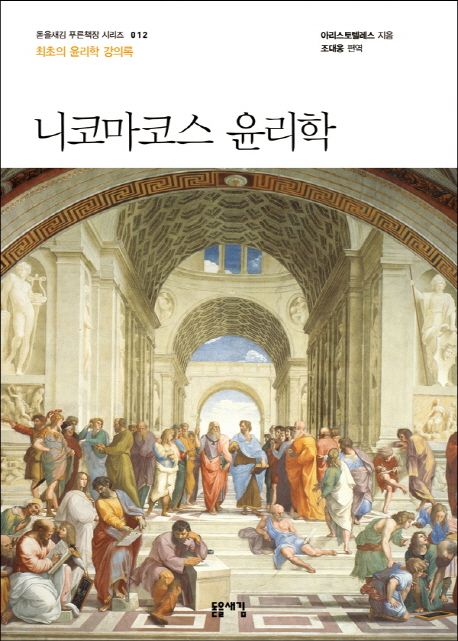 돋을새김 푸른책장 시리즈 012
최초의 윤리학 강의록
아리스토텔레스 지음
조대웅 편역
니코마코스 윤리학
돋을새김